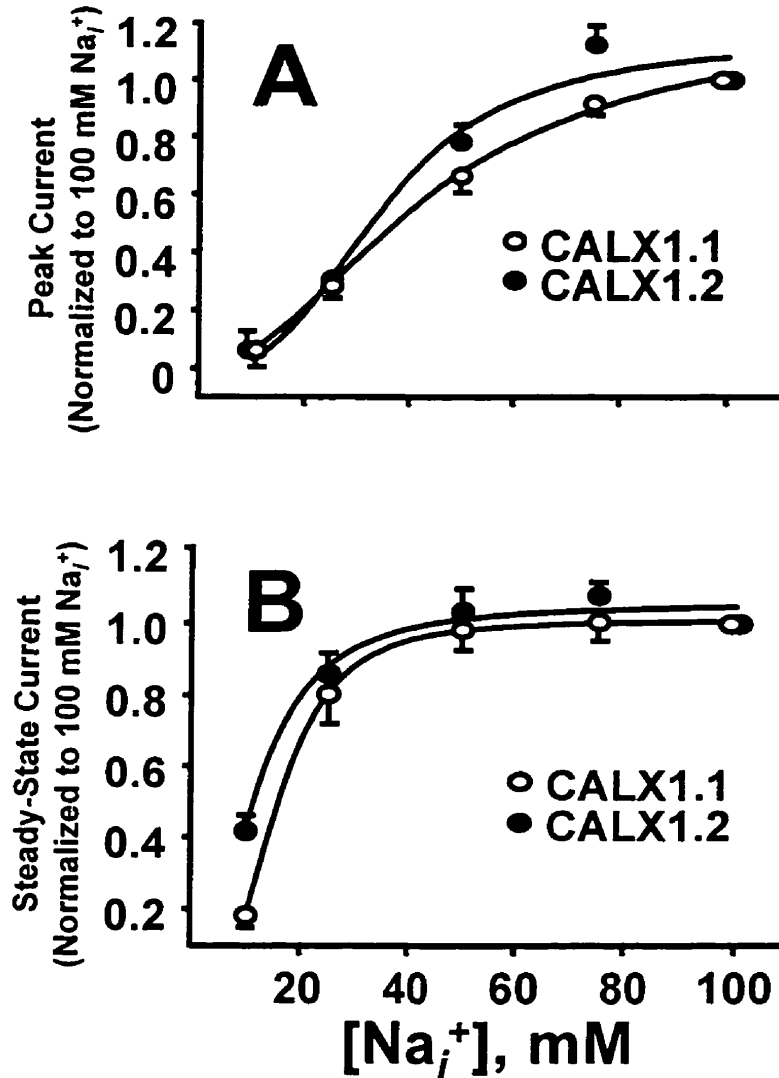 A
Peak Current
(Normalized to 100 mM Naᵢ⁺)
1.2
1.0
0.8
0.6
0.4
0.2
0
CALX1.1
CALX1.2
B
Steady-State Current
(Normalized to 100 mM Naᵢ⁺)
1.2
1.0
0.8
0.6
0.4
0.2
CALX1.1
CALX1.2
20 40 60 80 100
[Naᵢ⁺], mM